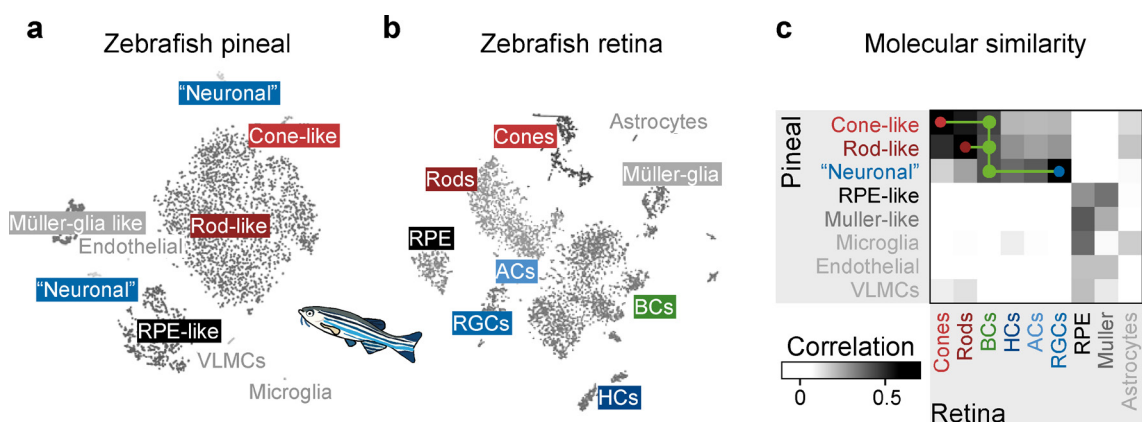 a
Zebrafish pineal
"Neuronal"
Cone-like
Müller-glia like
Rod-like
Endothelial
"Neuronal"
RPE-like
VLMCs
Microglia
b
Zebrafish retina
Cones
Astrocytes
Rods
Müller-glia
RPE
ACs
RGCs
BCs
HCs
c
Molecular similarity
Pineal
Cone-like
Rod-like
"Neuronal"
RPE-like
Muller-like
Microglia
Endothelial
VLMCs
Cones
Rods
BCs
HCs
ACs
RGCs
RPE
Muller
Astrocytes
Retina
Correlation
0
0.5